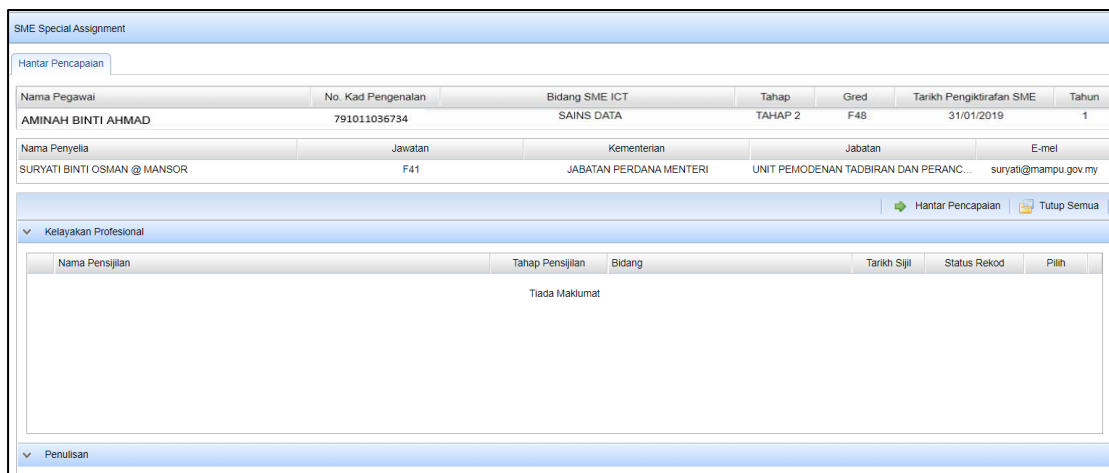 SME Special Assignment
Hantar Pencapaian
Nama Pegawai No. Kad Pengenalan Bidang SME ICT Tahap Gred Tarikh Pengiktirafan SME Tahun
AMINAH BINTI AHMAD 791011036734 SAINS DATA TAHAP 2 F48 31/01/2019 1
Nama Penyelia Jawatan Kementerian Jabatan E-mel
SURYATI BINTI OSMAN @ MANSOR F41 JABATAN PERDANA MENTERI UNIT PEMODENAN TADBIRAN DAN PERANC... suryati@mampu.gov.my
Hantar Pencapaian Tutup Semua
Kelayakan Profesional
Nama Pensijilan Tahap Pensijilan Bidang Tarikh Sijil Status Rekod Pilih
Tiada Maklumat
Penulisan